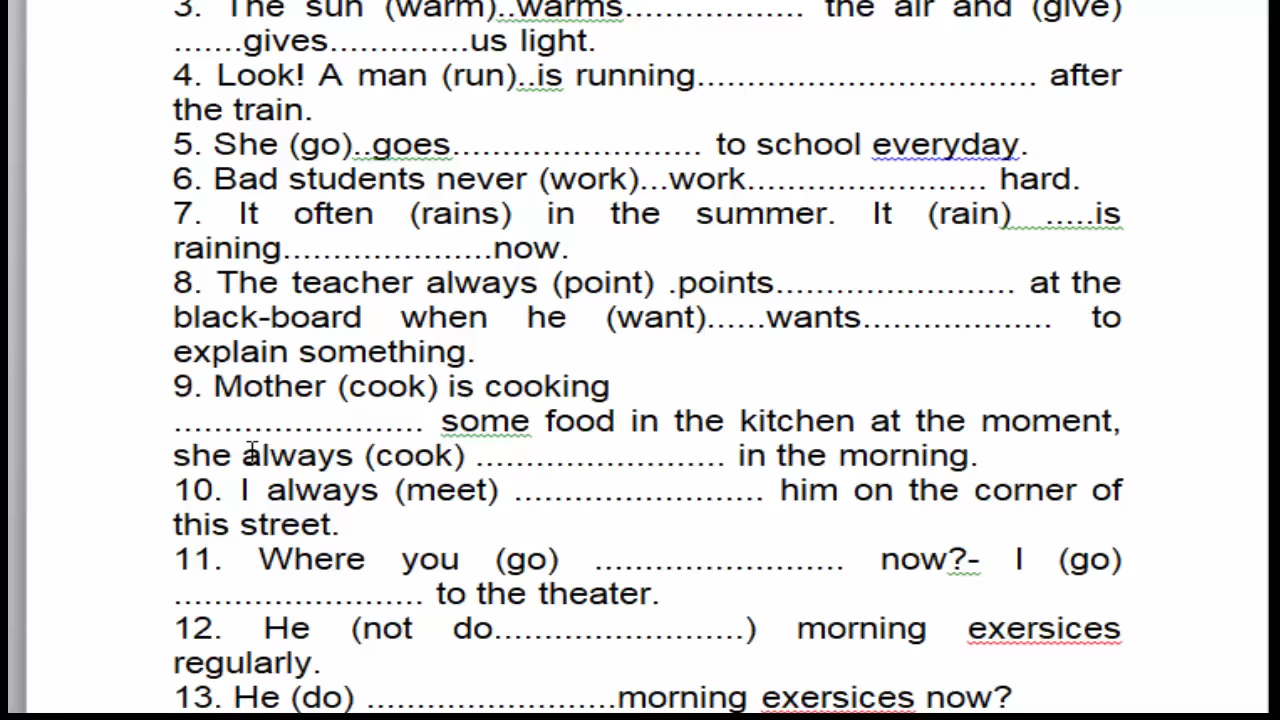 3. The sun (warm)..warms.................. the air and (give)
.......gives..............us light.
4. Look! A man (run)..is running.................................. after
the train.
5. She (go)..goes......................... to school everyday.
6. Bad students never (work)...work........................ hard.
7. It often (rains) in the summer. It (rain) .....is
raining.....................now.
8. The teacher always (point) .points........................ at the
black-board when he (want)......wants................... to
explain something.
9. Mother (cook) is cooking
......................... some food in the kitchen at the moment,
she always (cook) ......................... in the morning.
10. I always (meet) ......................... him on the corner of
this street.
11. Where you (go) ......................... now?- I (go)
......................... to the theater.
12. He (not do.........................) morning exersices
regularly.
13. He (do) .........................morning exersices now?